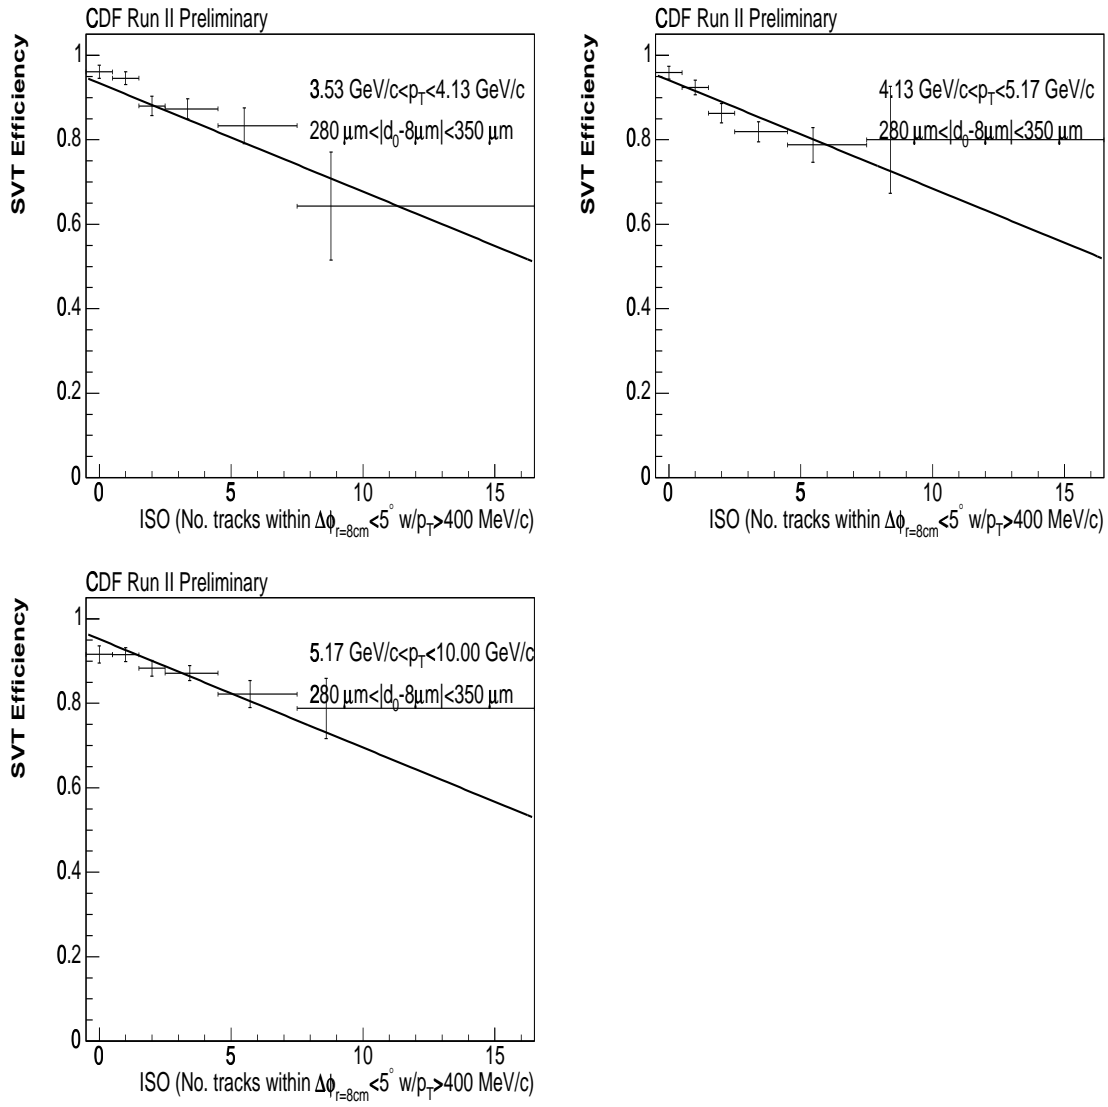 CDF Run II Preliminary
SVT Efficiency
3.53 GeV/c<p_T<4.13 GeV/c
280 μm<|d_0-8μm|<350 μm
1
0.8
0.6
0.4
0.2
0
0 5 10 15
ISO (No. tracks within Δϕ_r=8cm<5° w/p_T>400 MeV/c)
CDF Run II Preliminary
SVT Efficiency
4.13 GeV/c<p_T<5.17 GeV/c
280 μm<|d_0-8μm|<350 μm
1
0.8
0.6
0.4
0.2
0
0 5 10 15
ISO (No. tracks within Δϕ_r=8cm<5° w/p_T>400 MeV/c)
CDF Run II Preliminary
SVT Efficiency
5.17 GeV/c<p_T<10.00 GeV/c
280 μm<|d_0-8μm|<350 μm
1
0.8
0.6
0.4
0.2
0
0 5 10 15
ISO (No. tracks within Δϕ_r=8cm<5° w/p_T>400 MeV/c)